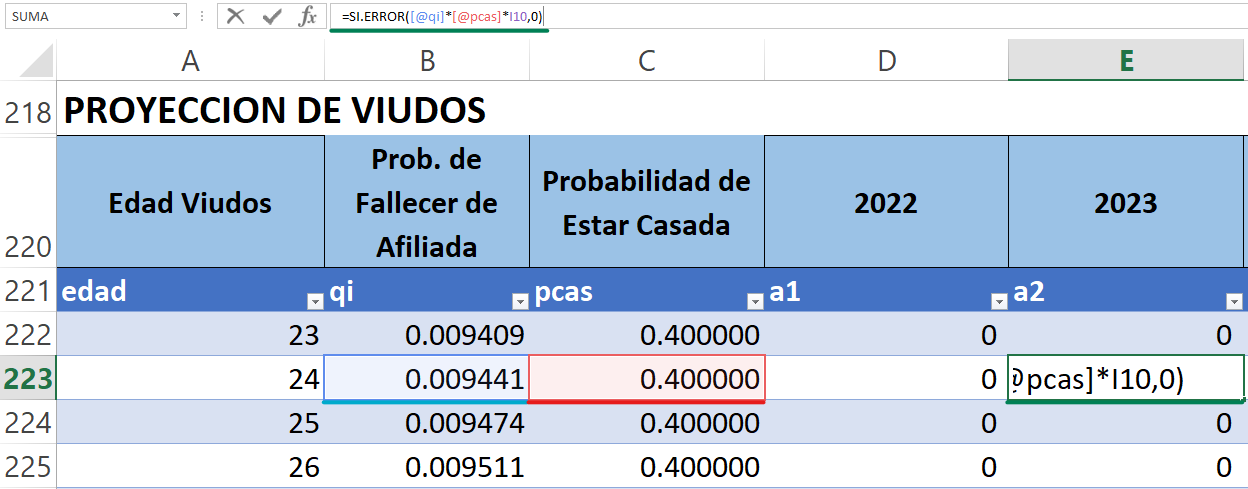 SUMA
fx =SI.ERROR([@qi]*[@pcas]*I10,0)
A B C D E
218 PROYECCION DE VIUDOS
220 Edad Viudos Prob. de Fallecer de Afiliada Probabilidad de Estar Casada 2022 2023
221 edad qi pcas a1 a2
222 23 0.009409 0.400000 0 0
223 24 0.009441 0.400000 0 @pcas]*I10,0)
224 25 0.009474 0.400000 0 0
225 26 0.009511 0.400000 0 0